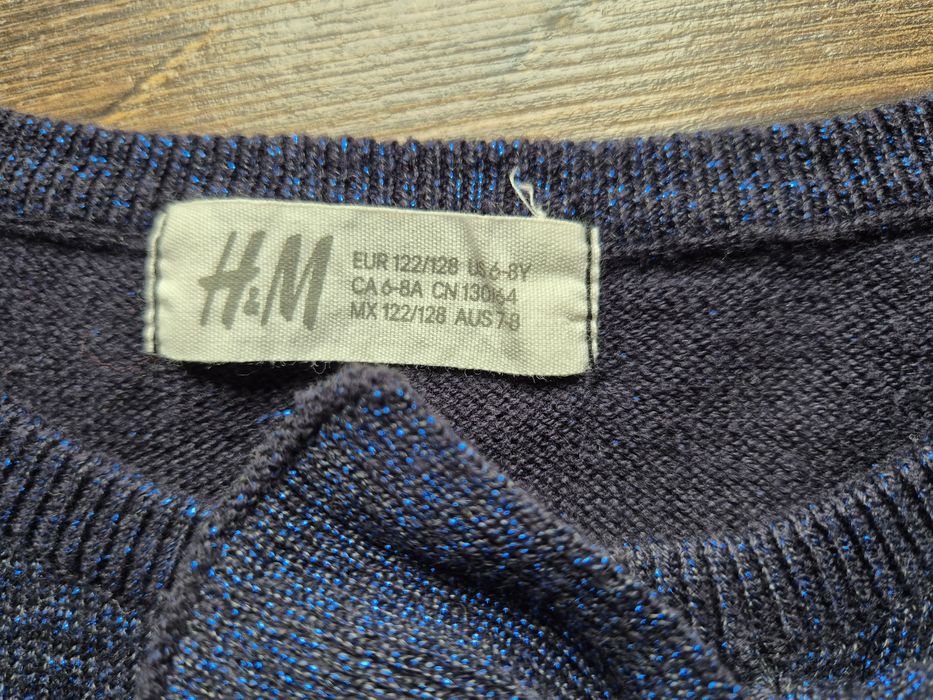 H&M
EUR 122/128 US 6-8Y
CA 6-8A CN 130/64
MX 122/128 AUS 7-8